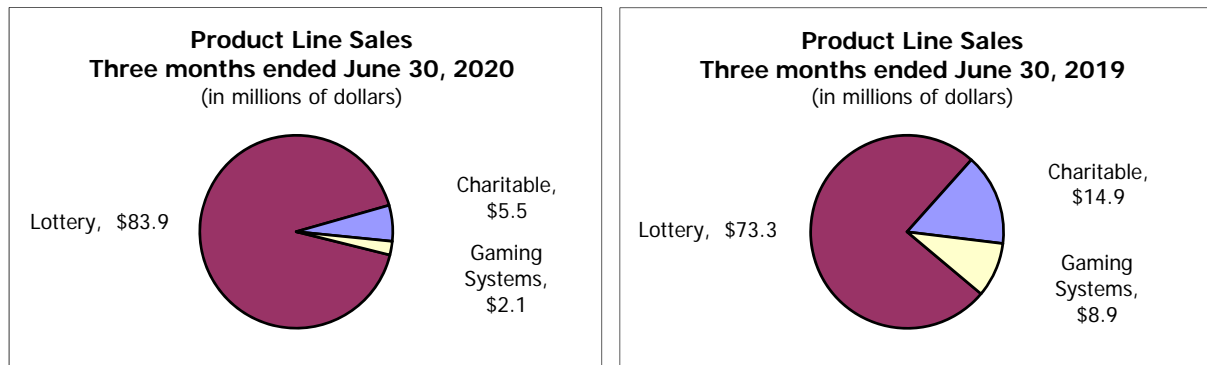 Product Line Sales
Three months ended June 30, 2020
(in millions of dollars)
Lottery, $83.9
Charitable,
$5.5
Gaming
Systems,
$2.1
Product Line Sales
Three months ended June 30, 2019
(in millions of dollars)
Lottery, $73.3
Charitable,
$14.9
Gaming
Systems,
$8.9